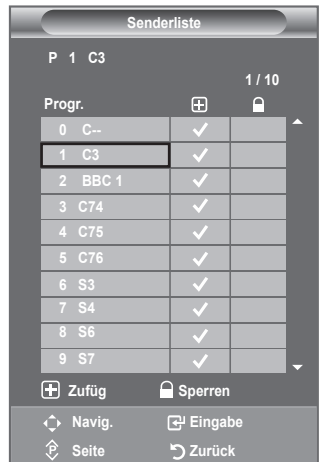 Senderliste
P 1 C3
1 / 10
Progr.
0 C--
1 C3
2 BBC 1
3 C74
4 C75
5 C76
6 S3
7 S4
8 S6
9 S7
Zufüg Sperren
Navig. Eingabe
P Seite Zurück